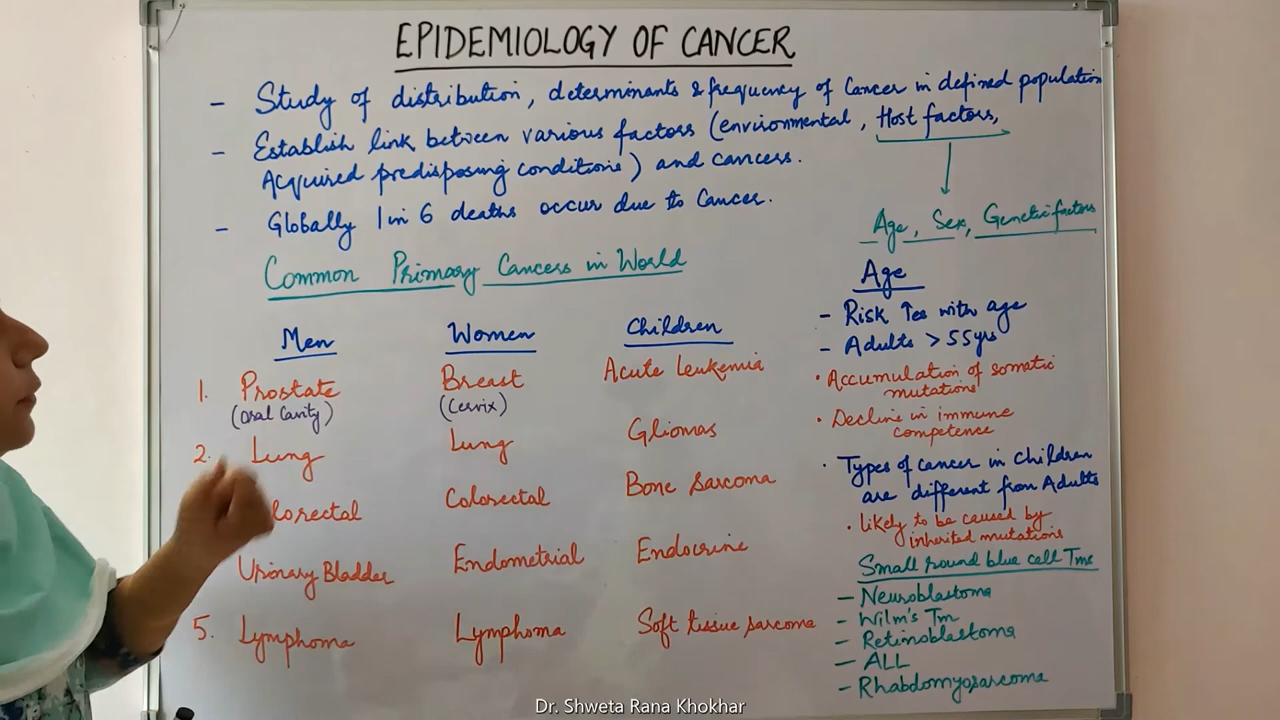 EPIDEMIOLOGY OF CANCER
- Study of distribution, determinants & frequency of Cancer in defined population
- Establish link between various factors (environmental, Host factors,
Acquired predisposing conditions) and cancers.
- Globally 1 in 6 deaths occur due to Cancer.
Age, Sex, Genetic factors
Common Primary Cancers in World
Men Women Children
1. Prostate Breast Acute Leukemia
(Oral Cavity) (Cervix)
2. Lung Lung Gliomas
lorectal Colorectal Bone Sarcoma
Urinary Bladder Endometrial Endocrine
5. Lymphoma Lymphoma Soft tissue sarcoma
Age
- Risk ↑es with age
- Adults > 55yrs
• Accumulation of somatic
mutations
• Decline in immune
competence
• Types of cancer in children
are different from Adults
• likely to be caused by
inherited mutations
Small round blue cell Tms
- Neuroblastoma
- Wilm's Tm
- Retinoblastoma
- ALL
- Rhabdomyosarcoma
Dr. Shweta Rana Khokhar